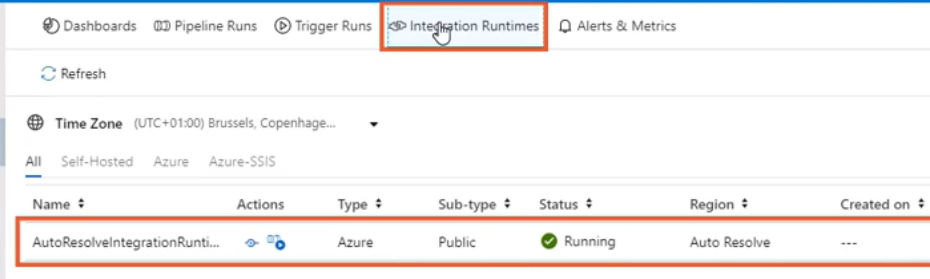 Dashboards Pipeline Runs Trigger Runs Integration Runtimes Alerts & Metrics
Refresh
Time Zone (UTC+01:00) Brussels, Copenhage...
All Self-Hosted Azure Azure-SSIS
Name Actions Type Sub-type Status Region Created on
AutoResolveIntegrationRunti... Azure Public Running Auto Resolve ---